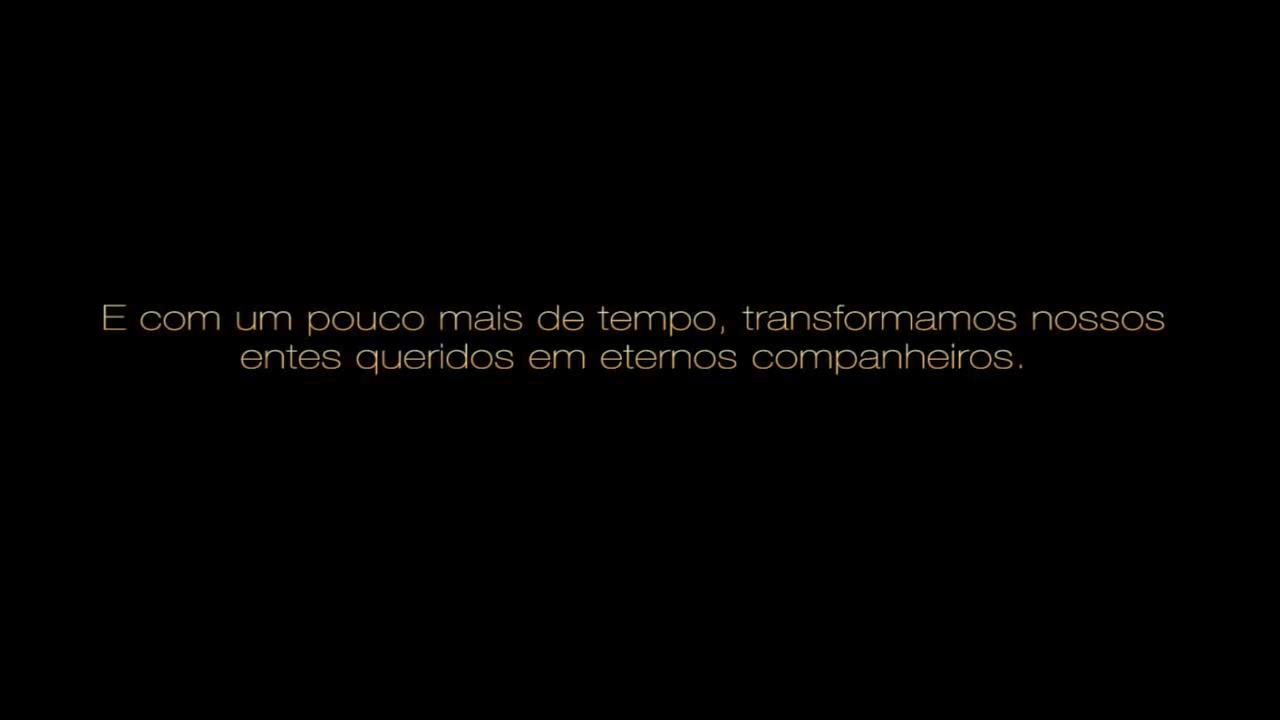 E com um pouco mais de tempo, transformamos nossos
entes queridos em eternos companheiros.